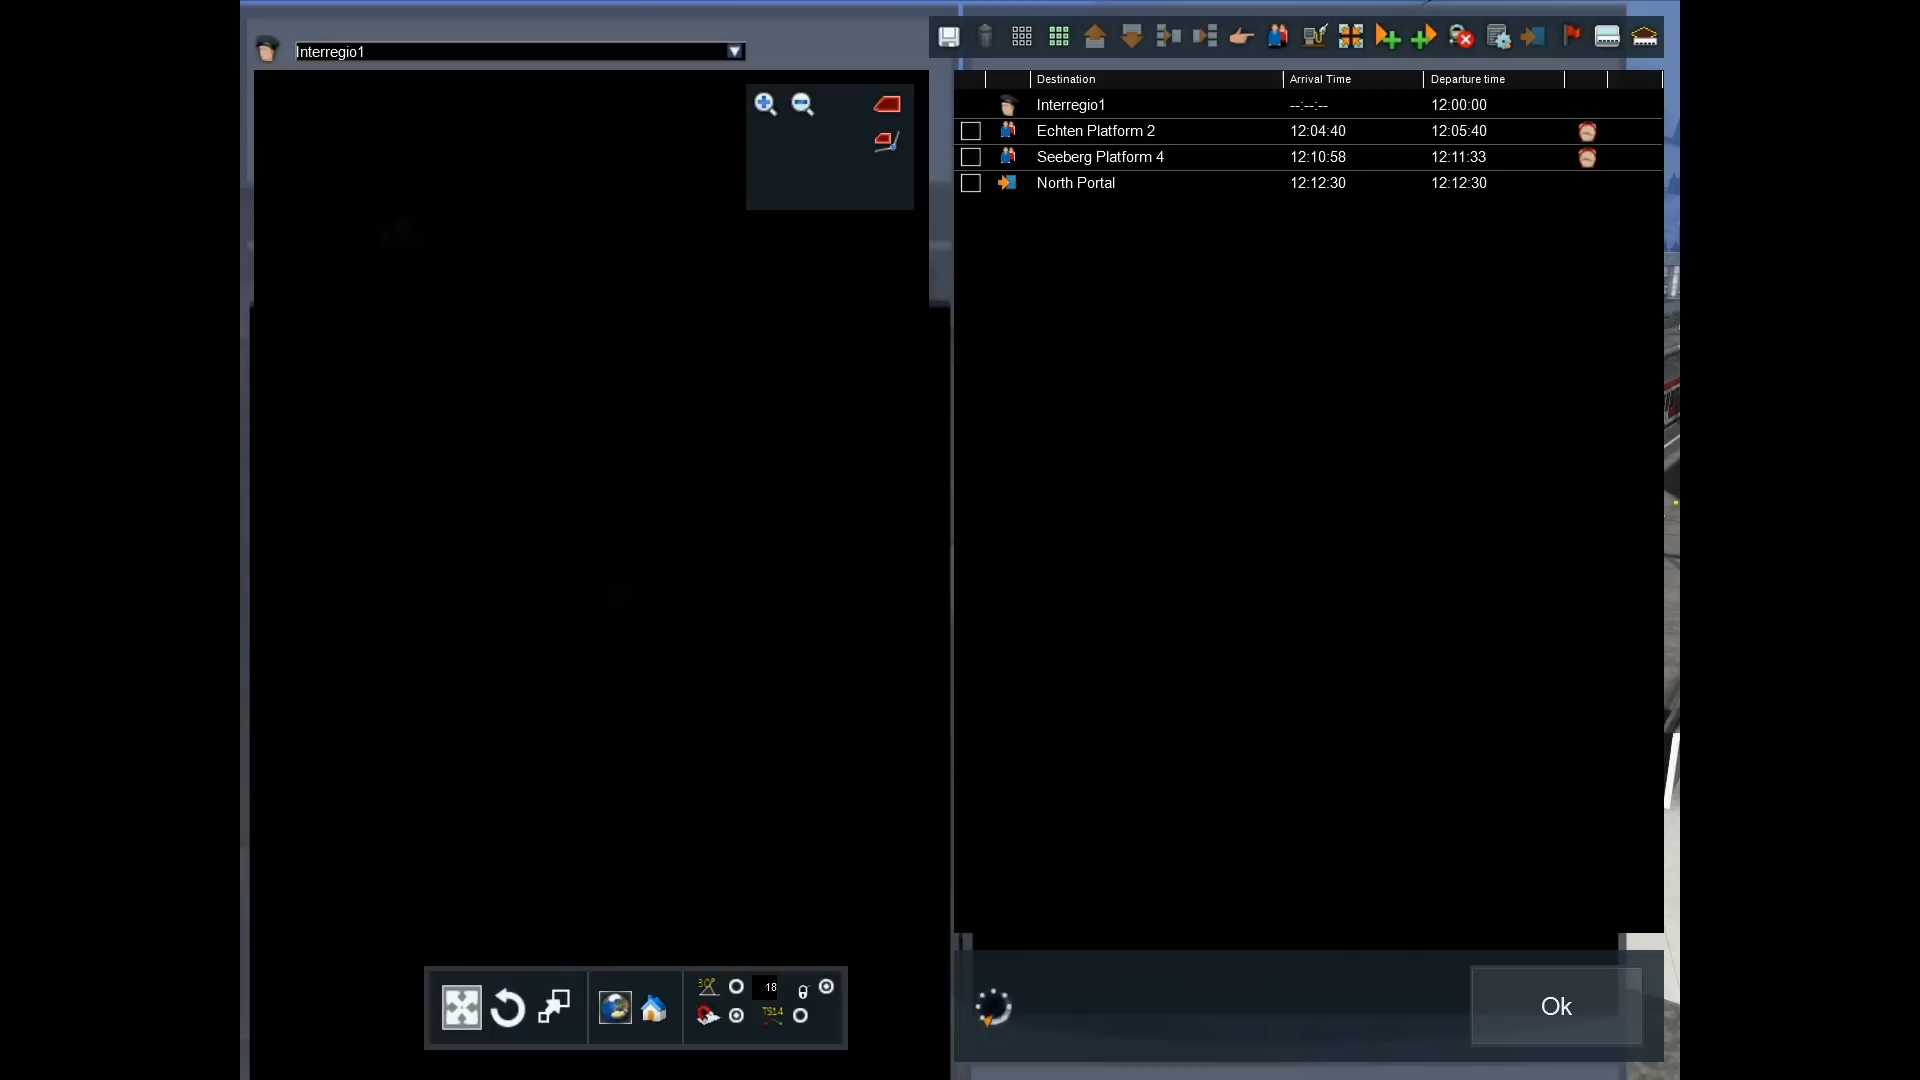 Interregio1
Destination Arrival Time Departure time
Interregio1 --:--:-- 12:00:00
Echten Platform 2 12:04:40 12:05:40
Seeberg Platform 4 12:10:58 12:11:33
North Portal 12:12:30 12:12:30
30° 18
TS14
Ok